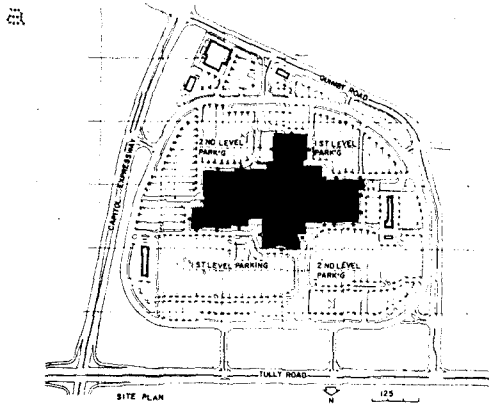 QUIMBY ROAD
CAPITOL EXPRESSWAY
2 ND LEVEL
PARK'G
1 ST LEVEL
PARK'G
1 ST LEVEL PARKING
2 ND LEVEL
PARK'G
TULLY ROAD
SITE PLAN
N
125